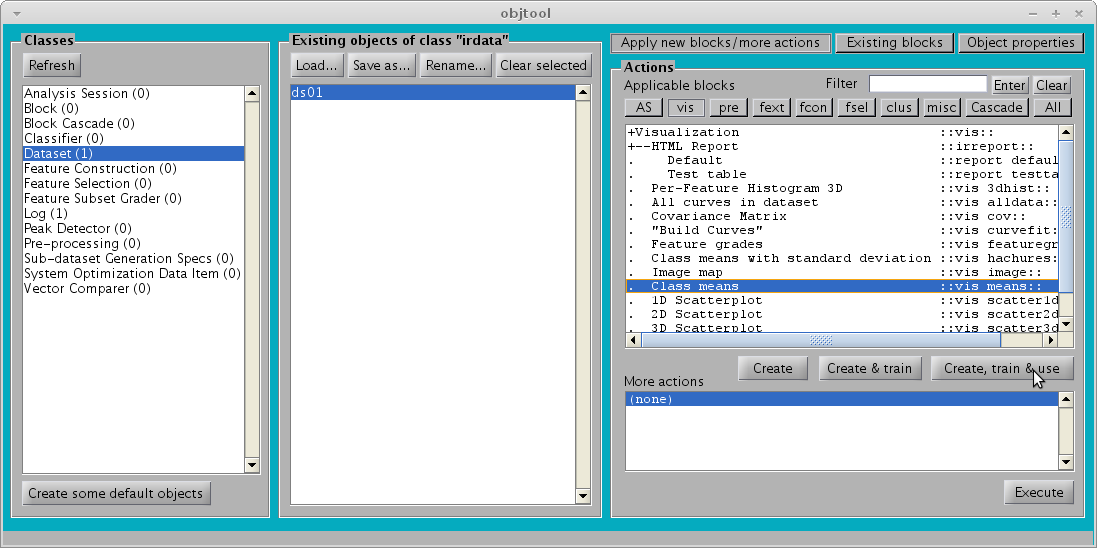 objtool
Classes
Refresh
Analysis Session (0)
Block (0)
Block Cascade (0)
Classifier (0)
Dataset (1)
Feature Construction (0)
Feature Selection (0)
Feature Subset Grader (0)
Log (1)
Peak Detector (0)
Pre-processing (0)
Sub-dataset Generation Specs (0)
System Optimization Data Item (0)
Vector Comparer (0)
Create some default objects
Existing objects of class "irdata"
Load... Save as... Rename... Clear selected
ds01
Apply new blocks/more actions Existing blocks Object properties
Actions
Applicable blocks Filter Enter Clear
AS vis pre fext fcon fsel clus misc Cascade All
+Visualization ::vis::
+--HTML Report ::irreport::
. Default ::report defaul
. Test table ::report testta
. Per-Feature Histogram 3D ::vis 3dhist::
. All curves in dataset ::vis alldata::
. Covariance Matrix ::vis cov::
. "Build Curves" ::vis curvefit:
. Feature grades ::vis featuregr
. Class means with standard deviation ::vis hachures:
. Image map ::vis image::
. Class means ::vis means::
. 1D Scatterplot ::vis scatter1d
. 2D Scatterplot ::vis scatter2d
. 3D Scatterplot ::vis scatter3d
Create Create & train Create, train & use
More actions
(none)
Execute